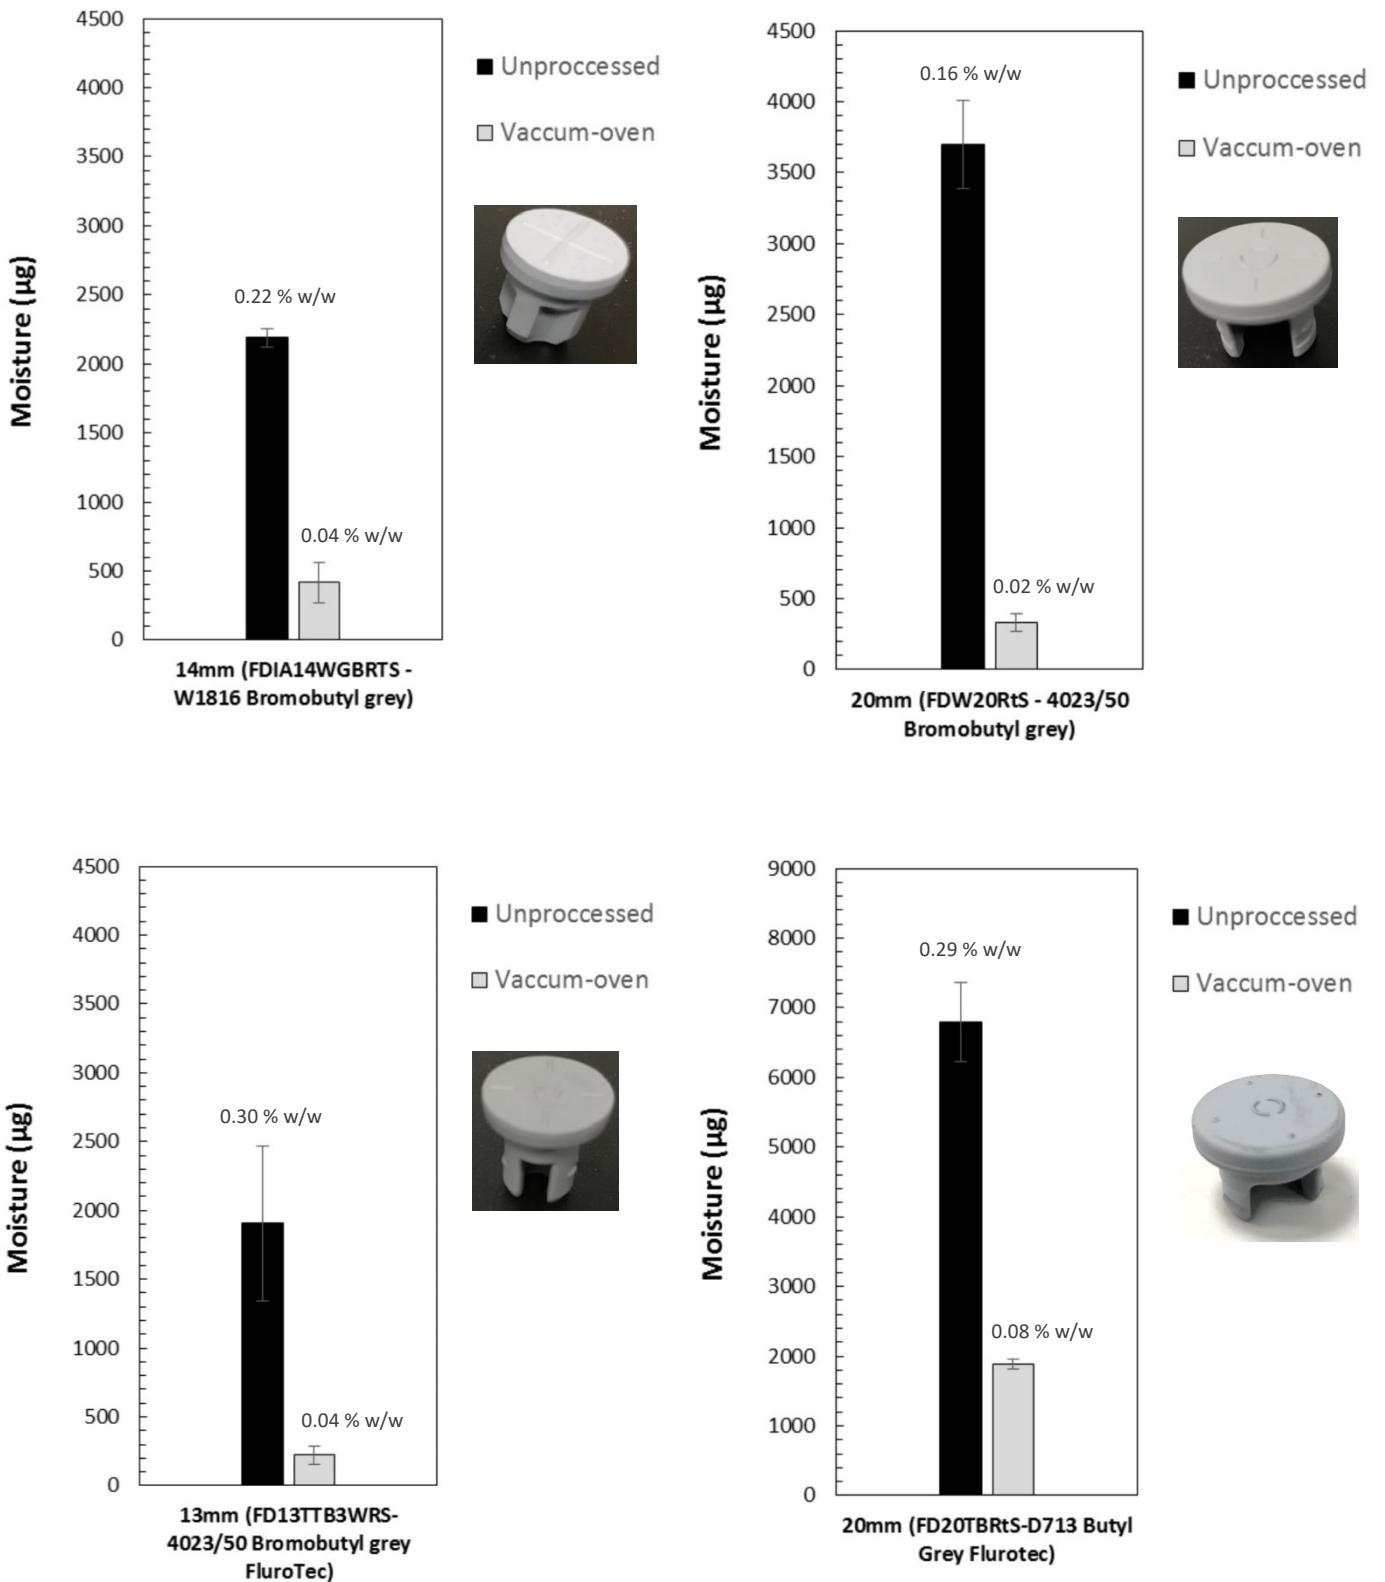 4500
4000
3500
3000
2500
2000
1500
1000
500
0
Moisture (µg)
0.22 % w/w
0.04 % w/w
14mm (FDIA14WGBRTS -
W1816 Bromobutyl grey)
Unproccessed
Vaccum-oven
4500
4000
3500
3000
2500
2000
1500
1000
500
0
Moisture (µg)
0.16 % w/w
0.02 % w/w
20mm (FDW20RtS - 4023/50
Bromobutyl grey)
Unproccessed
Vaccum-oven
4500
4000
3500
3000
2500
2000
1500
1000
500
0
Moisture (µg)
0.30 % w/w
0.04 % w/w
13mm (FD13TTB3WRS-
4023/50 Bromobutyl grey
FluroTec)
Unproccessed
Vaccum-oven
9000
8000
7000
6000
5000
4000
3000
2000
1000
0
Moisture (µg)
0.29 % w/w
0.08 % w/w
20mm (FD20TBRtS-D713 Butyl
Grey Flurotec)
Unproccessed
Vaccum-oven